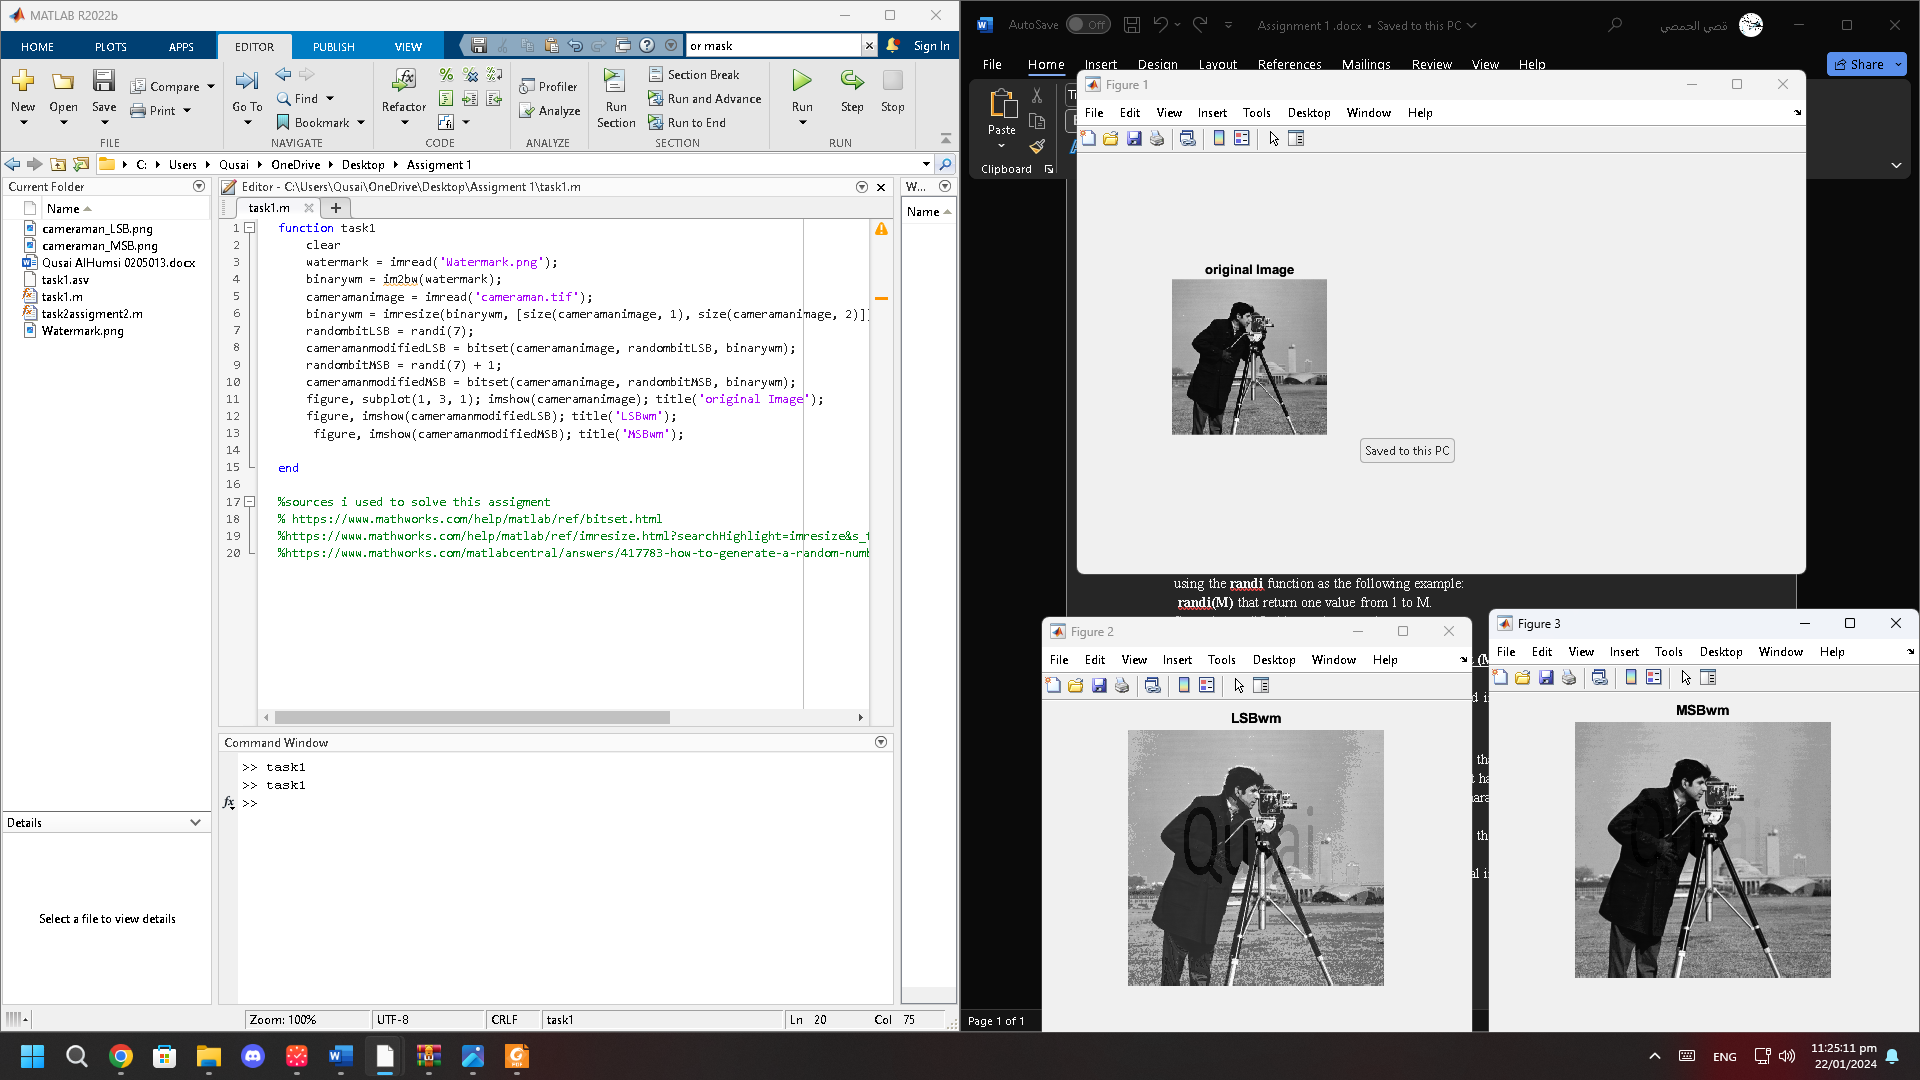 MATLAB R2022b
HOME PLOTS APPS EDITOR PUBLISH VIEW
or mask
Sign In
New Open Save Compare Print
FILE
Go To Find Bookmark
NAVIGATE
Refactor
CODE
Profiler
Analyze
ANALYZE
Run Section
Section Break
Run and Advance
Run to End
SECTION
Run Step Stop
RUN
C: Users Qusai OneDrive Desktop Assigment 1
Current Folder
Name
cameraman_LSB.png
cameraman_MSB.png
Qusai AlHumsi 0205013.docx
task1.asv
task1.m
task2assigment2.m
Watermark.png
Details
Select a file to view details
Editor - C:\Users\Qusai\OneDrive\Desktop\Assigment 1\task1.m
task1.m
1 function task1
2 clear
3 watermark = imread('Watermark.png');
4 binarywm = im2bw(watermark);
5 cameramanimage = imread('cameraman.tif');
6 binarywm = imresize(binarywm, [size(cameramanimage, 1), size(cameramanimage, 2)]
7 randombitLSB = randi(7);
8 cameramanmodifiedLSB = bitset(cameramanimage, randombitLSB, binarywm);
9 randombitMSB = randi(7) + 1;
10 cameramanmodifiedMSB = bitset(cameramanimage, randombitMSB, binarywm);
11 figure, subplot(1, 3, 1); imshow(cameramanimage); title('original Image');
12 figure, imshow(cameramanmodifiedLSB); title('LSBwm');
13 figure, imshow(cameramanmodifiedMSB); title('MSBwm');
14
15 end
16
17 %sources i used to solve this assigment
18 % https://www.mathworks.com/help/matlab/ref/bitset.html
19 %https://www.mathworks.com/help/matlab/ref/imresize.html?searchHighlight=imresize&s_
20 %https://www.mathworks.com/matlabcentral/answers/417783-how-to-generate-a-random-numb
W...
Name
Command Window
>> task1
>> task1
fx >>
Zoom: 100% UTF-8 CRLF task1 Ln 20 Col 75
AutoSave Off
Assignment 1 .docx • Saved to this PC
قصي الحمصي
File Home Insert Design Layout References Mailings Review View Help
Share
Paste
Clipboard
Figure 1
File Edit View Insert Tools Desktop Window Help
original Image
Saved to this PC
using the randi function as the following example:
randi(M) that return one value from 1 to M.
Figure 2
File Edit View Insert Tools Desktop Window Help
LSBwm
Qusai
Figure 3
File Edit View Insert Tools Desktop Window Help
MSBwm
Qusai
Page 1 of 1
ENG
11:25:11 pm
22/01/2024